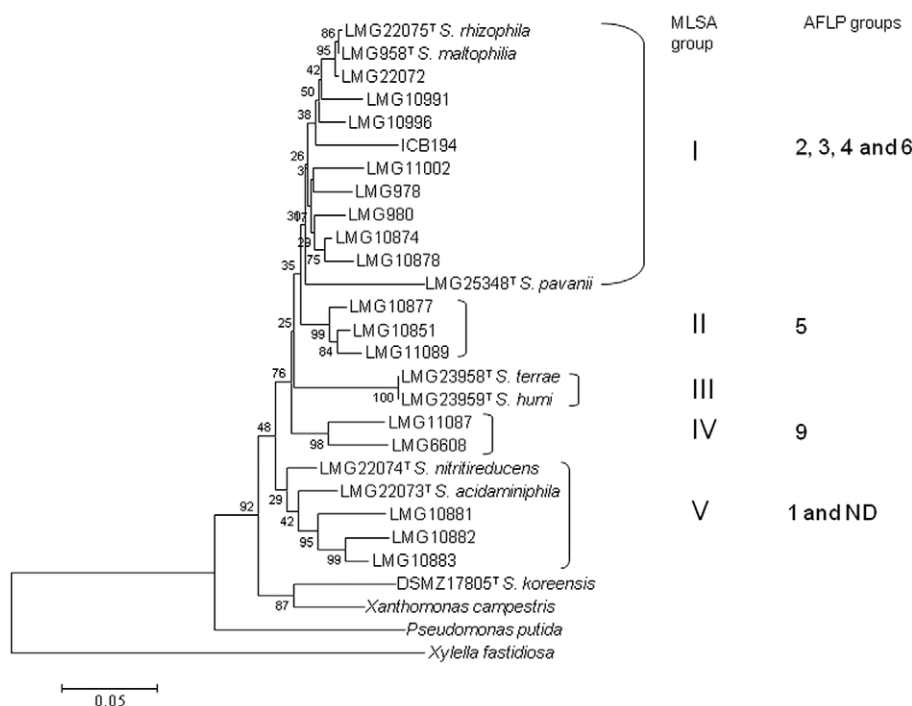 MLSA group
AFLP groups
86
LMG22075ᵀ S. rhizophila
95
LMG958ᵀ S. maltophilia
42
LMG22072
50
LMG10991
38
LMG10996
ICB194
I
2, 3, 4 and 6
26
3
LMG11002
LMG978
17
LMG980
29
LMG10874
75
LMG10878
35
LMG25348ᵀ S. pavanii
LMG10877
25
99
LMG10851
II
5
84
LMG11089
76
LMG23958ᵀ S. terrae
100
LMG23959ᵀ S. humi
III
48
LMG11087
IV
9
98
LMG6608
LMG22074ᵀ S. nitritireducens
29
LMG22073ᵀ S. acidaminiphila
92
42
LMG10881
V
1 and ND
95
LMG10882
99
LMG10883
DSMZ17805ᵀ S. koreensis
87
Xanthomonas campestris
Pseudomonas putida
Xylella fastidiosa
0.05